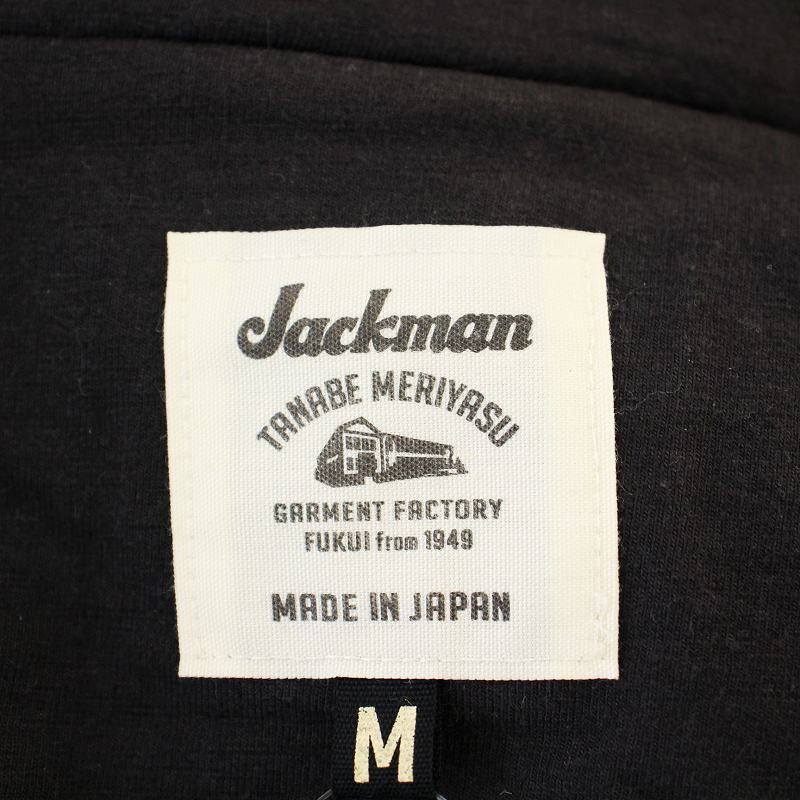 Jackman
TANABE MERIYASU
GARMENT FACTORY
FUKUI from 1949
MADE IN JAPAN
M